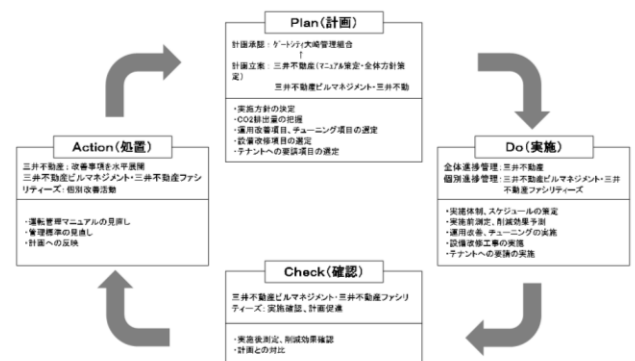 Plan(計画)
計画承認： ゲートシティ大崎管理組合
↑
計画立案： 三井不動産(マニュアル策定・全体方針策
定)
三井不動産ビルマネジメント・三井不動
・実施方針の決定
・CO2排出量の把握
・運用改善項目、チューニング項目の選定
・設備改修項目の選定
・テナントへの要請項目の選定
Action(処置)
三井不動産：改善事項を水平展開
三井不動産ビルマネジメント・三井不動産ファシ
リティーズ：個別改善活動
・運転管理マニュアルの見直し
・管理標準の見直し
・計画への反映
Do(実施)
全体進捗管理：三井不動産
個別進捗管理：三井不動産ビルマネジメント・三井
不動産ファシリティーズ
・実施体制、スケジュールの策定
・実施前測定、削減効果予測
・運用改善、チューニングの実施
・設備改修工事の実施
・テナントへの要請の実施
Check(確認)
三井不動産ビルマネジメント・三井不動産ファシリ
ティーズ：実施確認、計画促進
・実施後測定、削減効果確認
・計画との対比